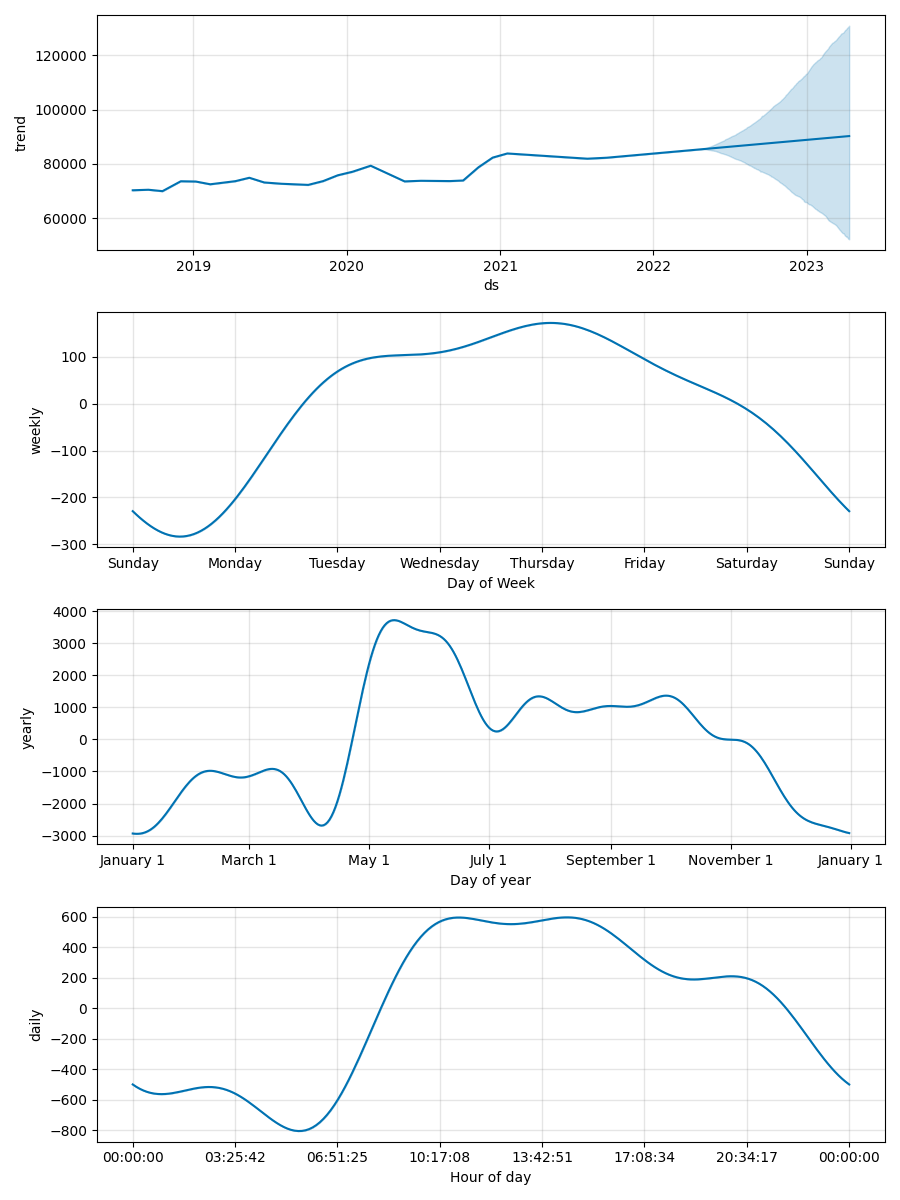 120000
100000
80000
60000
trend
2019 2020 2021 2022 2023
ds
100
0
−100
−200
−300
weekly
Sunday Monday Tuesday Wednesday Thursday Friday Saturday Sunday
Day of Week
4000
3000
2000
1000
0
−1000
−2000
−3000
yearly
January 1 March 1 May 1 July 1 September 1 November 1 January 1
Day of year
600
400
200
0
−200
−400
−600
−800
daily
00:00:00 03:25:42 06:51:25 10:17:08 13:42:51 17:08:34 20:34:17 00:00:00
Hour of day